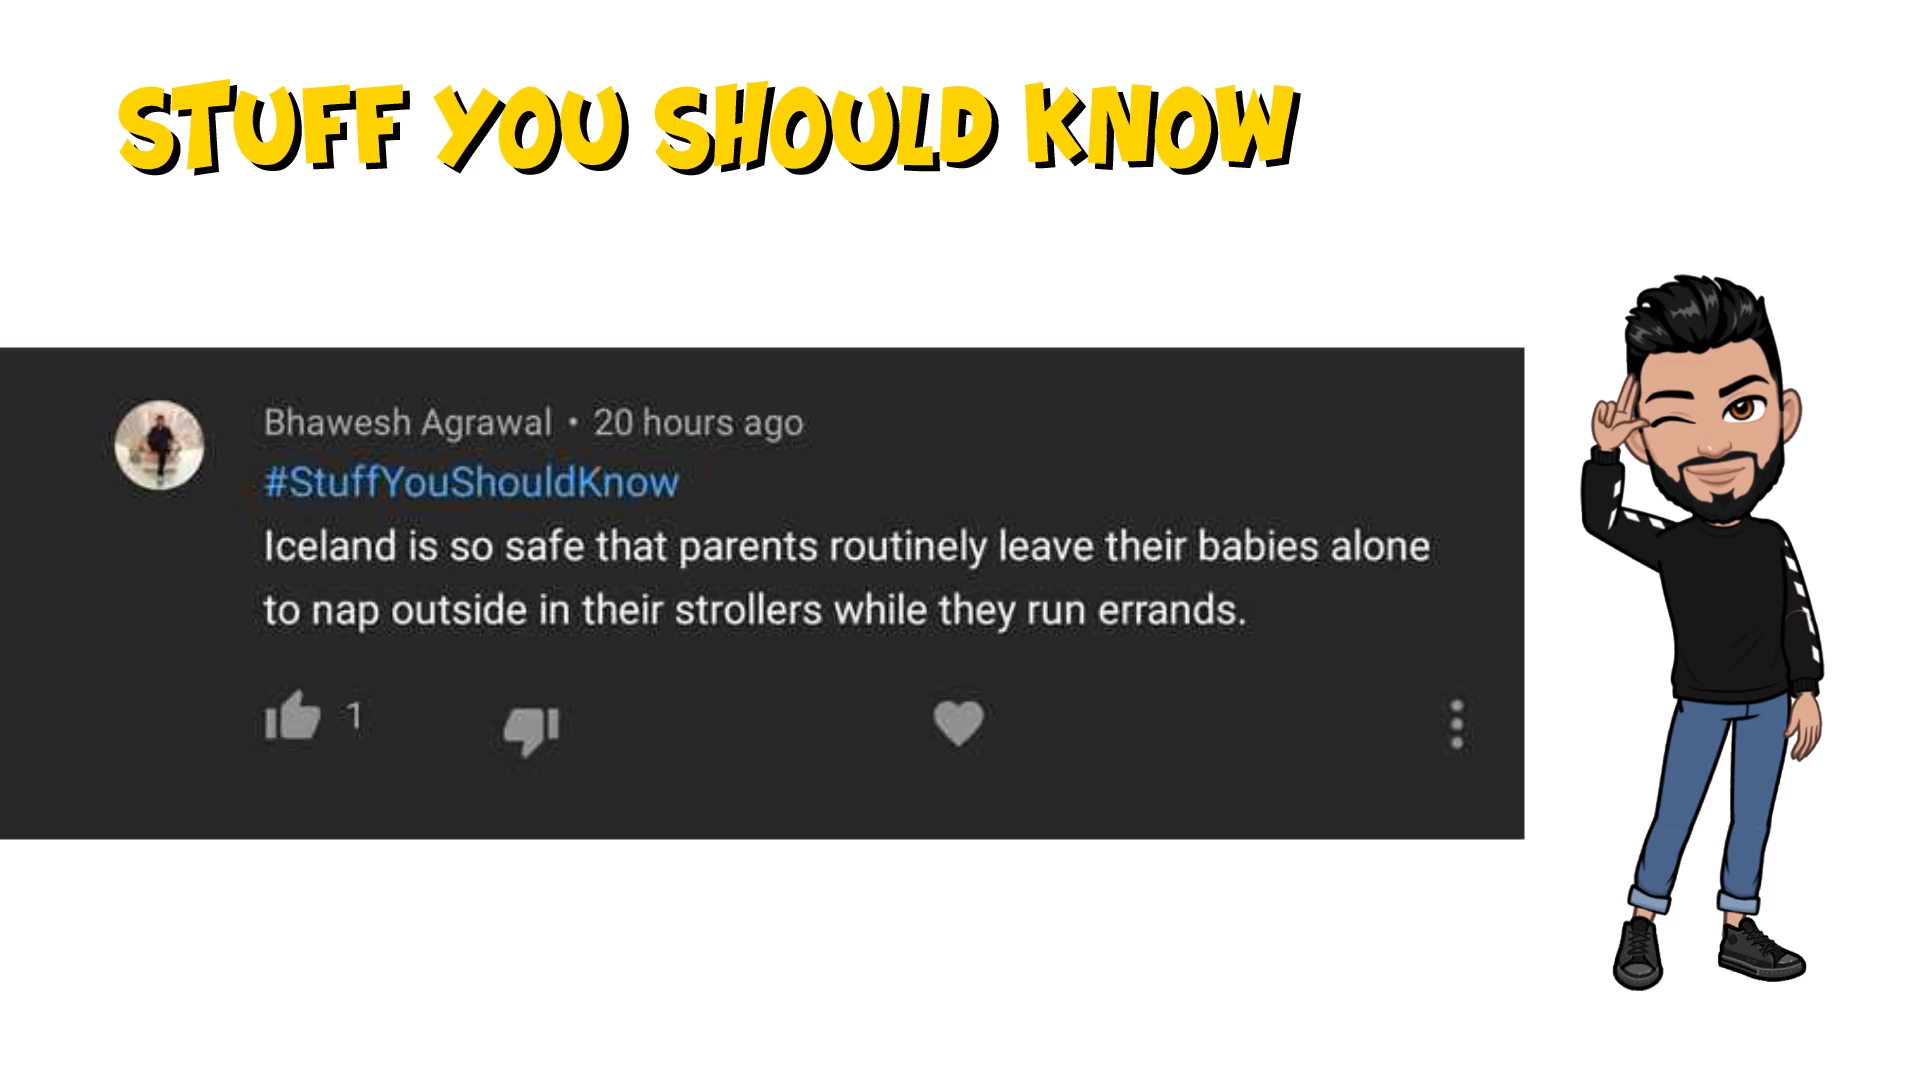 STUFF YOU SHOULD KNOW
Bhawesh Agrawal • 20 hours ago
#StuffYouShouldKnow
Iceland is so safe that parents routinely leave their babies alone
to nap outside in their strollers while they run errands.
1